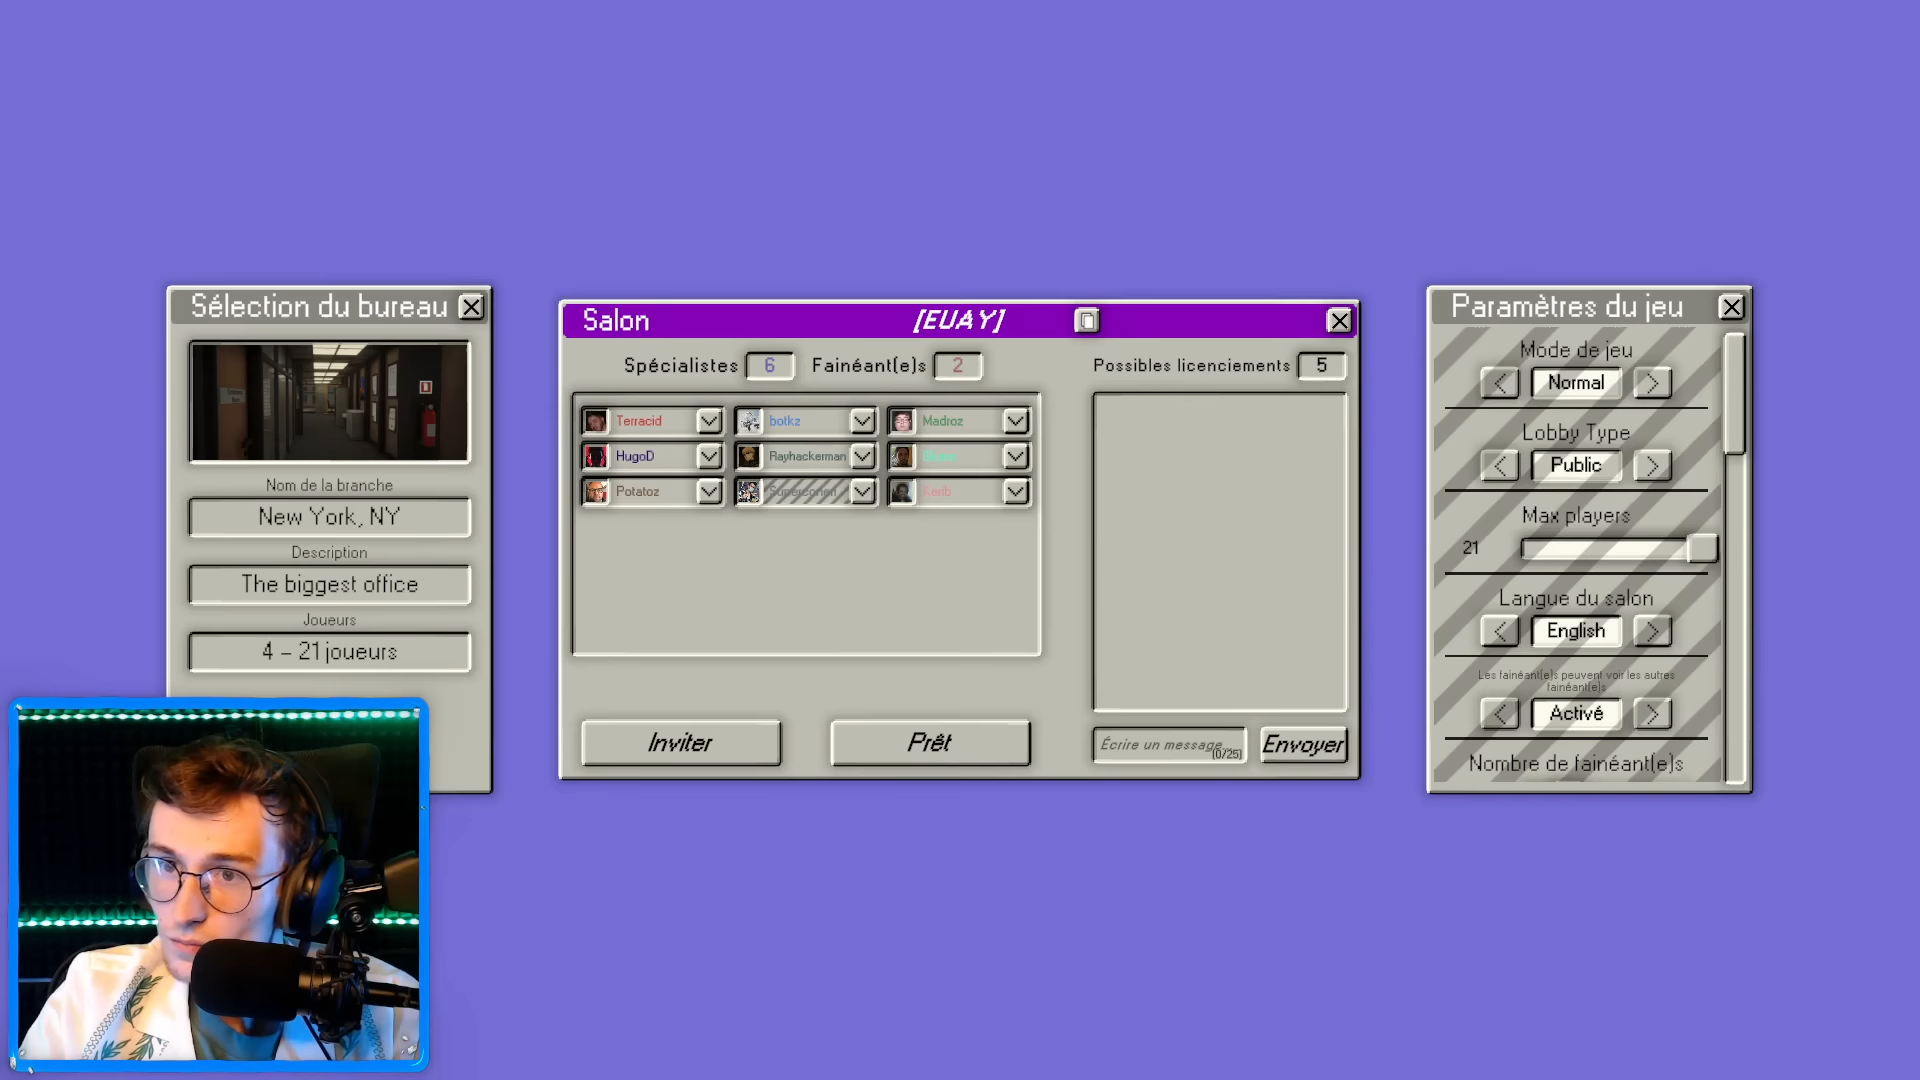 Sélection du bureau
Nom de la branche
New York, NY
Description
The biggest office
Joueurs
4 – 21 joueurs
Salon
[EUAY]
Spécialistes 6 Fainéant(e)s 2
Possibles licenciements 5
Terracid botkz Madroz
HugoD Rayhackerman
Potatoz Kerib
Inviter
Prêt
Écrire un message... (0/25)
Envoyer
Paramètres du jeu
Mode de jeu
< Normal >
Lobby Type
< Public >
Max players
21
Langue du salon
< English >
Les fainéant(e)s peuvent voir les autres
fainéant(e)s
< Activé >
Nombre de fainéant(e)s